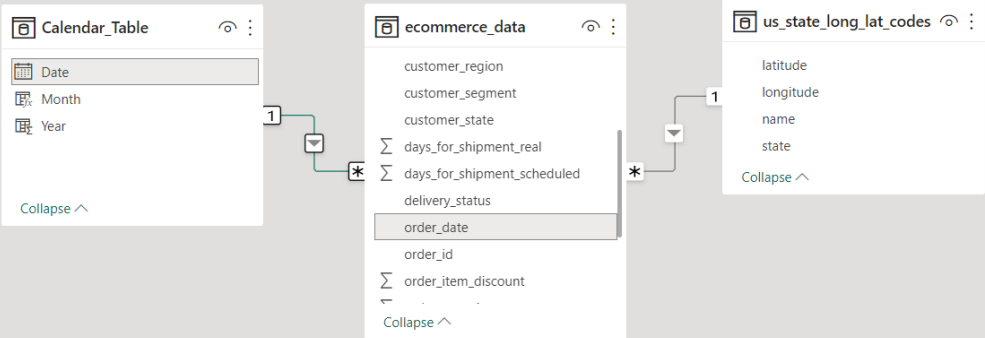 Calendar_Table
Date
Month
Year
Collapse
1
*
ecommerce_data
customer_region
customer_segment
customer_state
Σ days_for_shipment_real
Σ days_for_shipment_scheduled
delivery_status
order_date
order_id
Σ order_item_discount
Collapse
*
1
us_state_long_lat_codes
latitude
longitude
name
state
Collapse